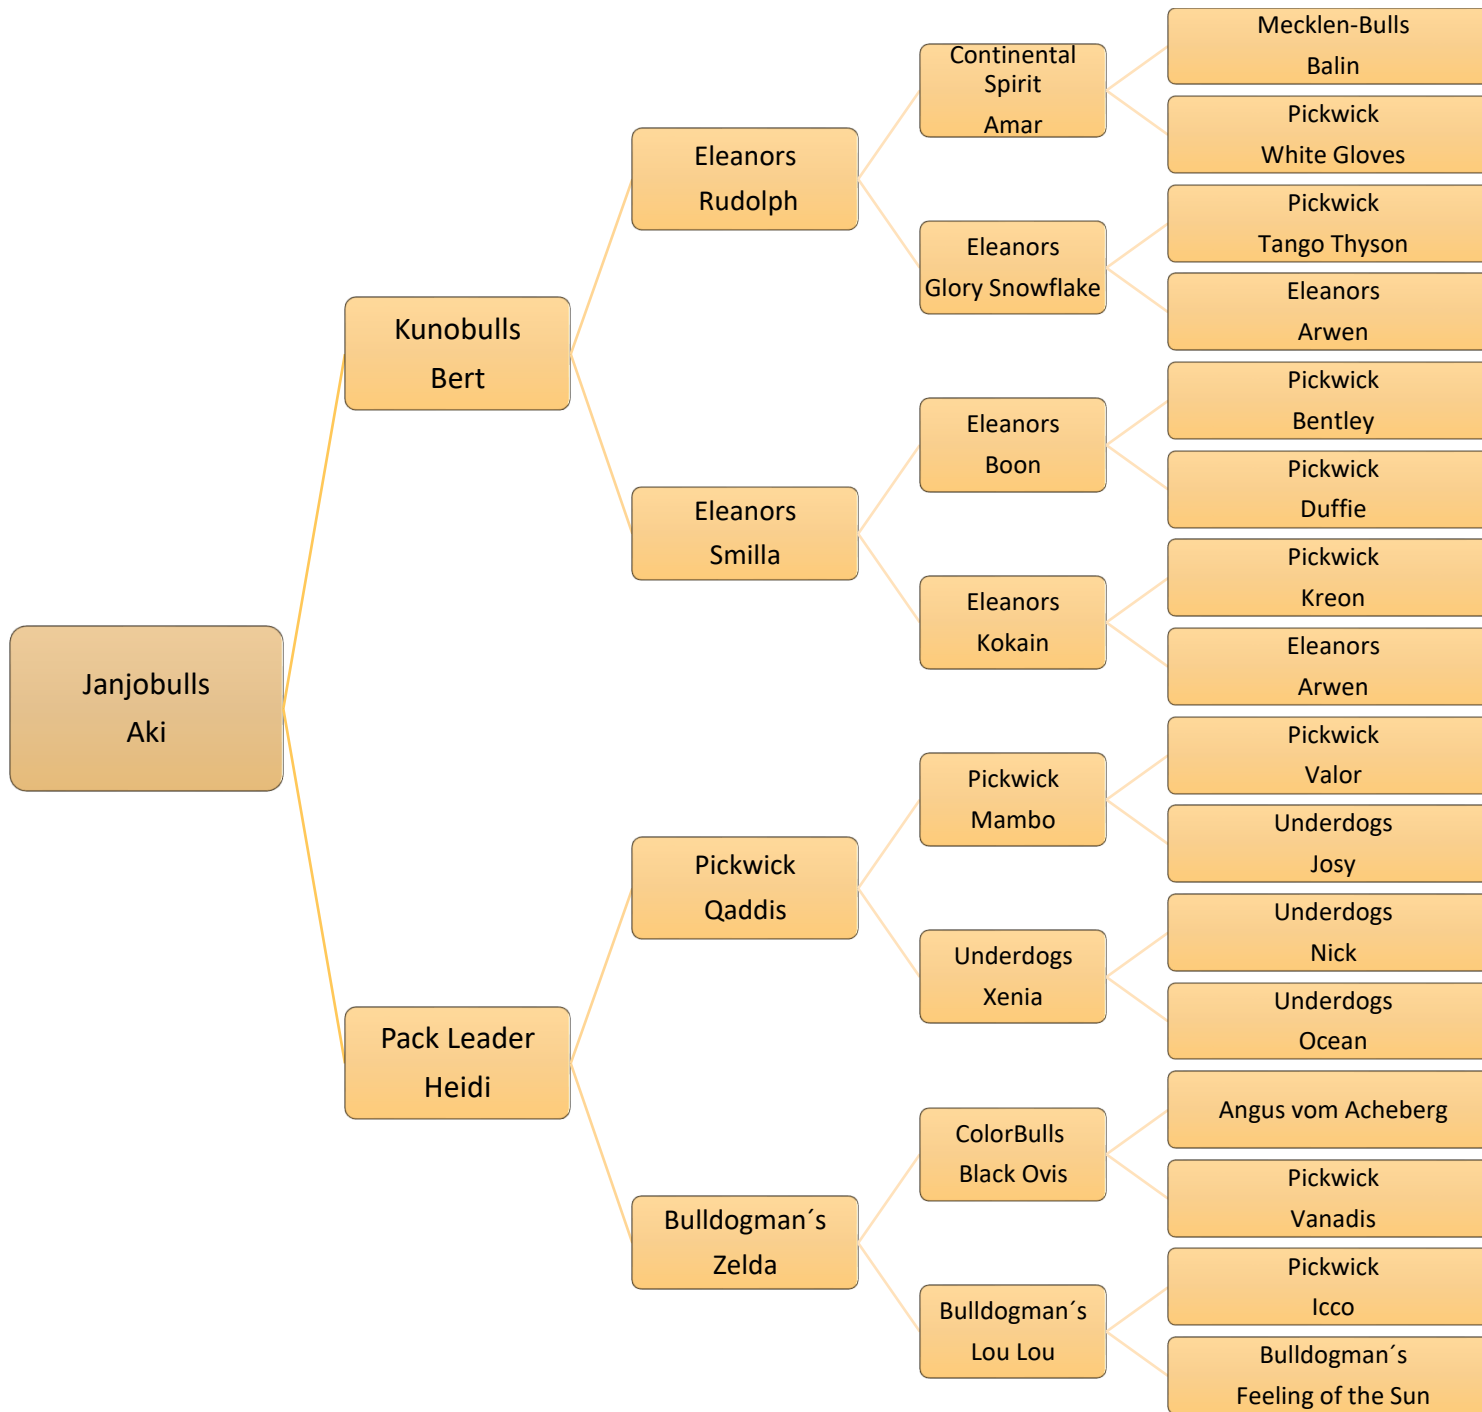 Janjobulls
Aki
Kunobulls
Bert
Pack Leader
Heidi
Eleanors
Rudolph
Eleanors
Smilla
Pickwick
Qaddis
Bulldogman´s
Zelda
Continental
Spirit
Amar
Eleanors
Glory Snowflake
Eleanors
Boon
Eleanors
Kokain
Pickwick
Mambo
Underdogs
Xenia
ColorBulls
Black Ovis
Bulldogman´s
Lou Lou
Mecklen-Bulls
Balin
Pickwick
White Gloves
Pickwick
Tango Thyson
Eleanors
Arwen
Pickwick
Bentley
Pickwick
Duffie
Pickwick
Kreon
Eleanors
Arwen
Pickwick
Valor
Underdogs
Josy
Underdogs
Nick
Underdogs
Ocean
Angus vom Acheberg
Pickwick
Vanadis
Pickwick
Icco
Bulldogman´s
Feeling of the Sun